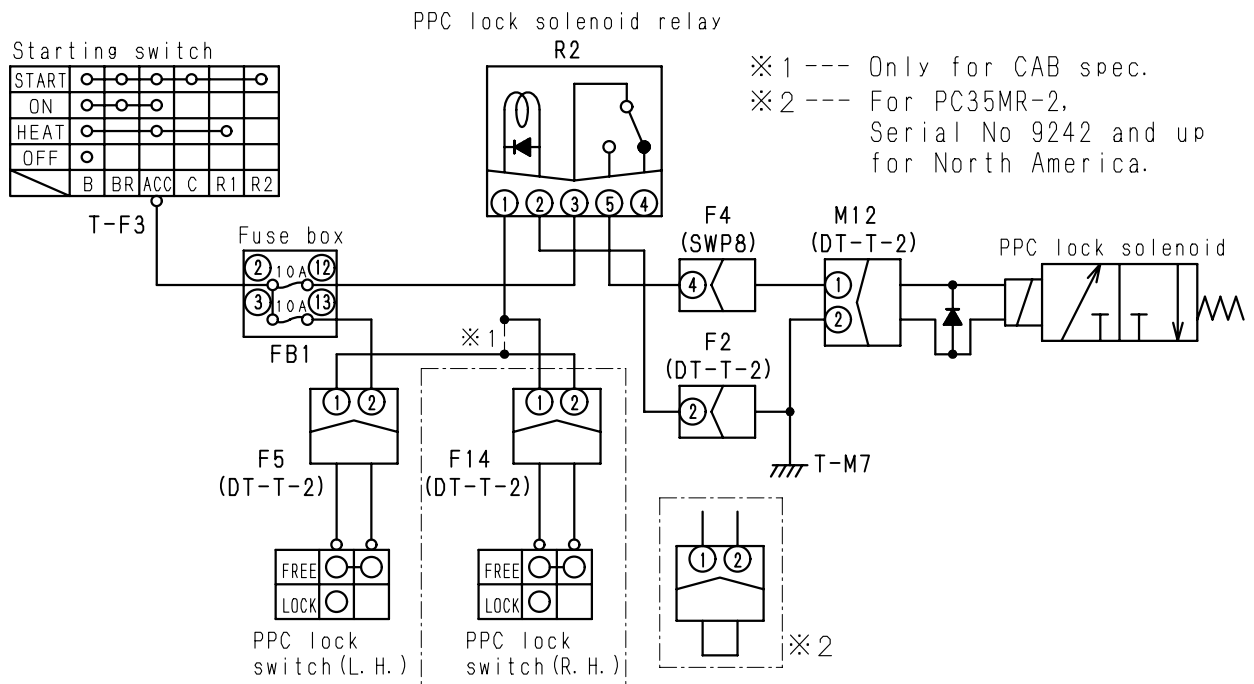 PPC lock solenoid relay
R2
Starting switch
START
ON
HEAT
OFF
B BR ACC C R1 R2
T-F3
※1 --- Only for CAB spec.
※2 --- For PC35MR-2,
Serial No 9242 and up
for North America.
1 2 3 5 4
Fuse box
2 10A 12
3 10A 13
FB1
F4
(SWP8)
4
M12
(DT-T-2)
1
2
PPC lock solenoid
※1
F2
(DT-T-2)
2
T-M7
1 2
F5
(DT-T-2)
1 2
F14
(DT-T-2)
FREE
LOCK
PPC lock
switch(L.H.)
FREE
LOCK
PPC lock
switch(R.H.)
1 2
※2